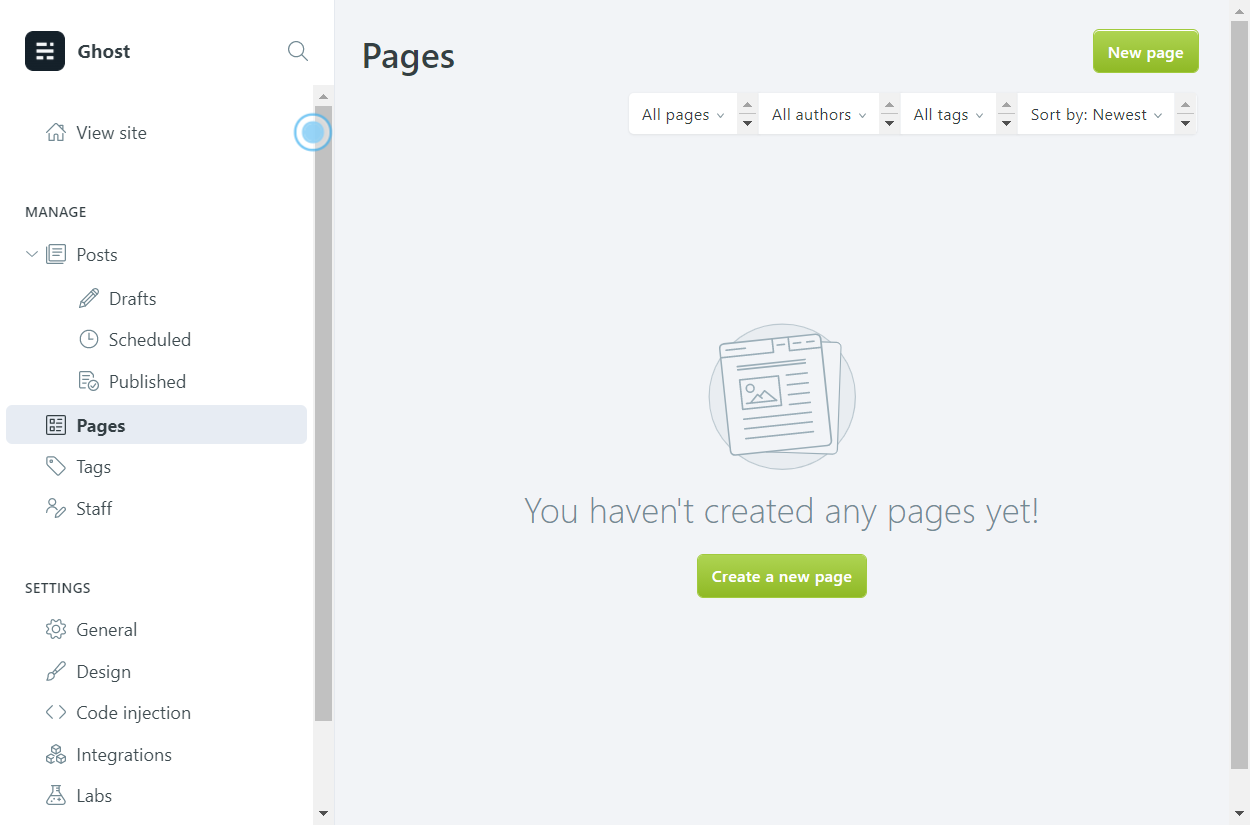 Ghost
View site
MANAGE
Posts
Drafts
Scheduled
Published
Pages
Tags
Staff
SETTINGS
General
Design
Code injection
Integrations
Labs
Pages
New page
All pages
All authors
All tags
Sort by: Newest
You haven't created any pages yet!
Create a new page